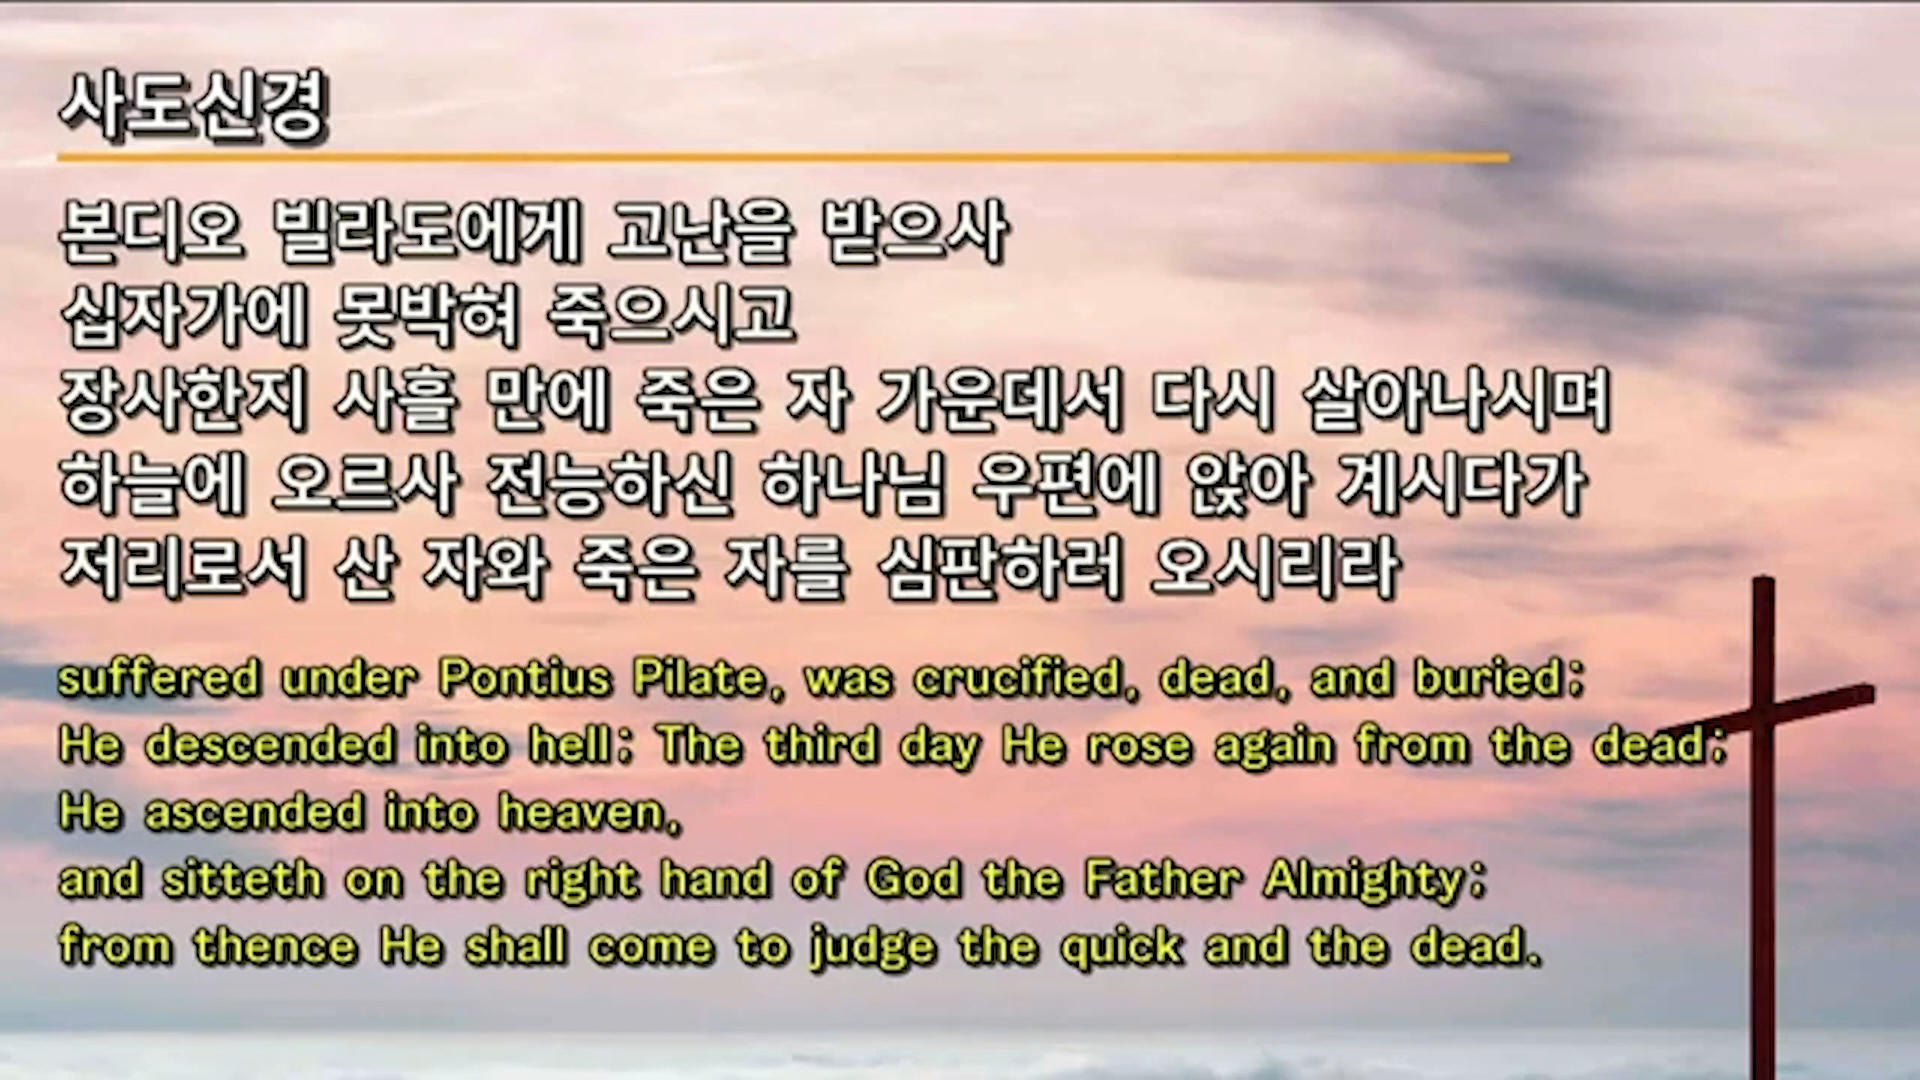 사도신경
본디오 빌라도에게 고난을 받으사
십자가에 못박혀 죽으시고
장사한지 사흘 만에 죽은 자 가운데서 다시 살아나시며
하늘에 오르사 전능하신 하나님 우편에 앉아 계시다가
저리로서 산 자와 죽은 자를 심판하러 오시리라
suffered under Pontius Pilate, was crucified, dead, and buried:
He descended into hell: The third day He rose again from the dead:
He ascended into heaven,
and sitteth on the right hand of God the Father Almighty:
from thence He shall come to judge the quick and the dead.